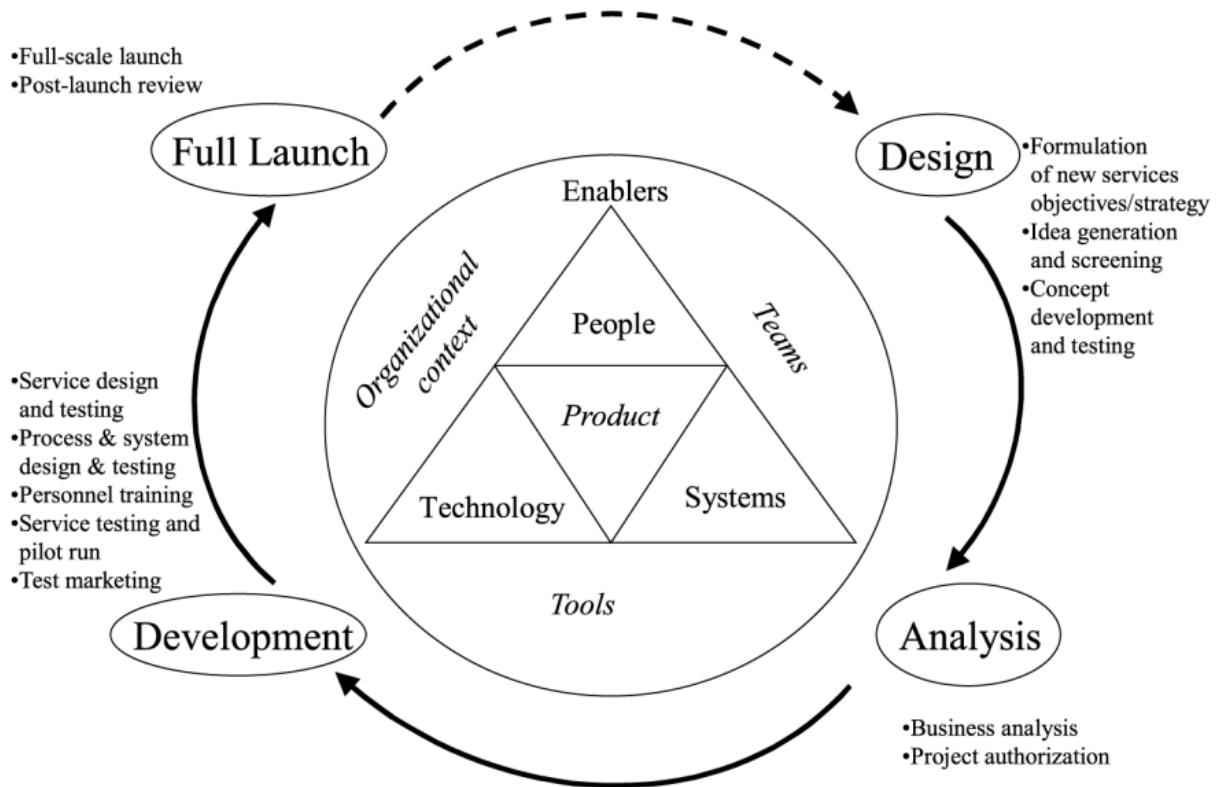 •Full-scale launch
•Post-launch review
Full Launch
Design
•Formulation
of new services
objectives/strategy
•Idea generation
and screening
•Concept
development
and testing
Enablers
Organizational
context
Teams
People
Product
Technology
Systems
Tools
•Service design
and testing
•Process & system
design & testing
•Personnel training
•Service testing and
pilot run
•Test marketing
Development
Analysis
•Business analysis
•Project authorization